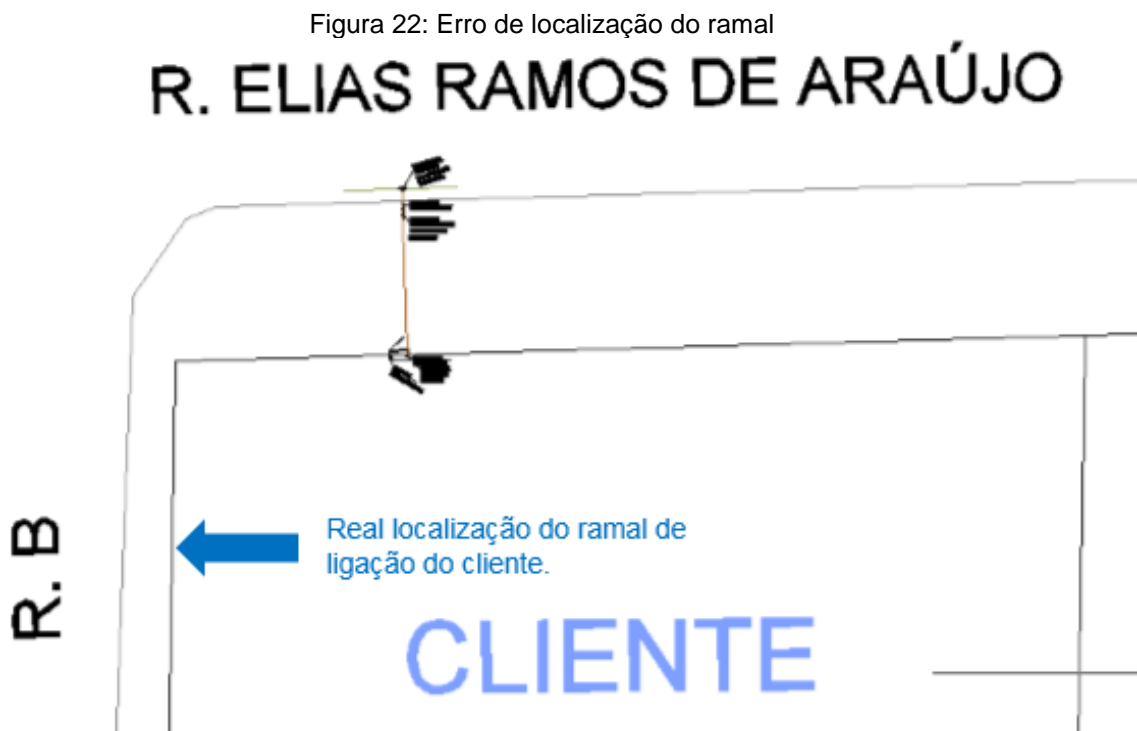 Figura 22: Erro de localização do ramal
R. ELIAS RAMOS DE ARAÚJO
Real localização do ramal de
ligação do cliente.
R. B
CLIENTE